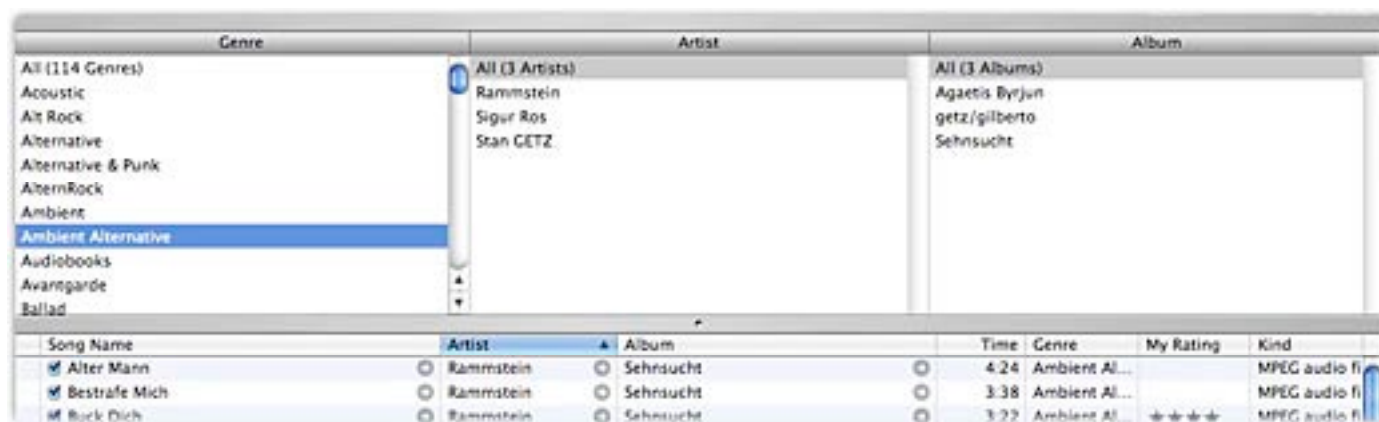 Genre Artist Album
All (114 Genres) All (3 Artists) All (3 Albums)
Acoustic Rammstein Agaetis Byrjun
Alt Rock Sigur Ros getz/gilberto
Alternative Stan GETZ Sehnsucht
Alternative & Punk
AlternRock
Ambient
Ambient Alternative
Audiobooks
Avantgarde
Ballad
Song Name Artist Album Time Genre My Rating Kind
Alter Mann Rammstein Sehnsucht 4:24 Ambient Al... MPEG audio fi
Bestrafe Mich Rammstein Sehnsucht 3:38 Ambient Al... MPEG audio fi
Buck Dich Rammstein Sehnsucht 3:22 Ambient Al... ★★★★ MPEG audio fi